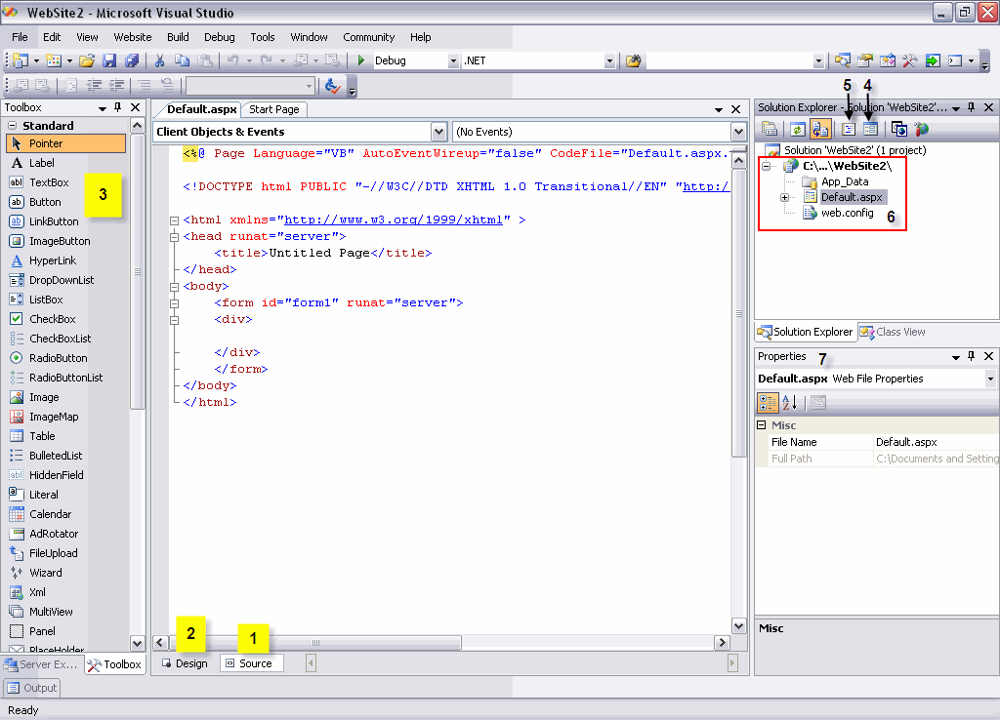 WebSite2 - Microsoft Visual Studio
File Edit View Website Build Debug Tools Window Community Help
Debug .NET
Toolbox
Standard
Pointer
Label
TextBox
Button
LinkButton
ImageButton
HyperLink
DropDownList
ListBox
CheckBox
CheckBoxList
RadioButton
RadioButtonList
Image
ImageMap
Table
BulletedList
HiddenField
Literal
Calendar
AdRotator
FileUpload
Wizard
Xml
MultiView
Panel
PlaceHolder
3
Server Ex... Toolbox
Output
Ready
Default.aspx Start Page
Client Objects & Events (No Events)
<%@ Page Language="VB" AutoEventWireup="false" CodeFile="Default.aspx.
<!DOCTYPE html PUBLIC "-//W3C//DTD XHTML 1.0 Transitional//EN" "http:/
<html xmlns="http://www.w3.org/1999/xhtml" >
<head runat="server">
<title>Untitled Page</title>
</head>
<body>
<form id="form1" runat="server">
<div>
</div>
</form>
</body>
</html>
2 1
Design Source
5 4
Solution Explorer - Solution 'WebSite2'...
Solution 'WebSite2' (1 project)
C:\...\WebSite2\
App_Data
Default.aspx
web.config
6
Solution Explorer Class View
Properties 7
Default.aspx Web File Properties
Misc
File Name Default.aspx
Full Path C:\Documents and Setting
Misc